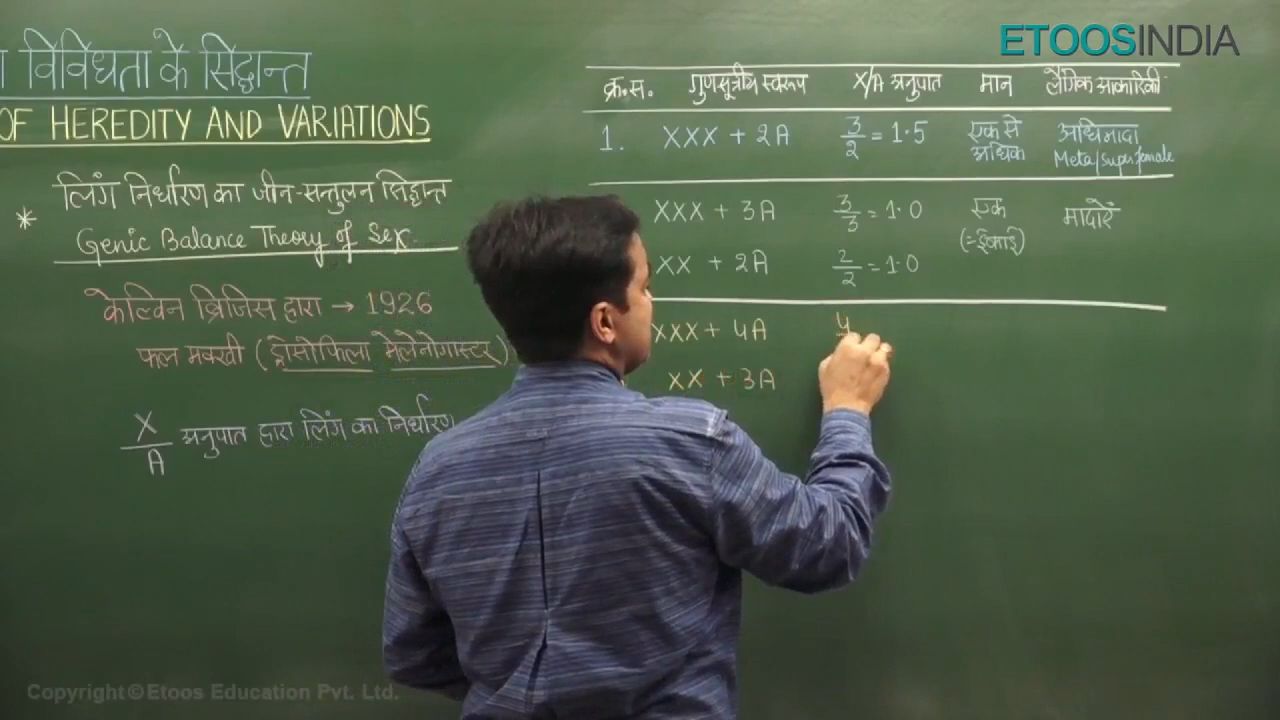 ETOOSINDIA
विविधता के सिद्धान्त
OF HEREDITY AND VARIATIONS
* लिंग निर्धारण का जीन-सन्तुलन सिद्धान्त
Genic Balance Theory of Sex
केल्विन ब्रिजिस द्वारा → 1926
फल मक्खी (ड्रोसोफिला मेलेनोगास्टर)
X/A अनुपात द्वारा लिंग का निर्धारण
क्र.स. गुणसूत्रीय स्वरूप X/A अनुपात मान लैंगिक आकारिकी
1. XXX + 2A 3/2 = 1.5 एक से अधिक अधिमादा
Meta/super female
XXX + 3A 3/3 = 1.0 एक मादाएँ
(=ईकाई)
XX + 2A 2/2 = 1.0
XXX + 4A
XX + 3A
Copyright©Etoos Education Pvt. Ltd.